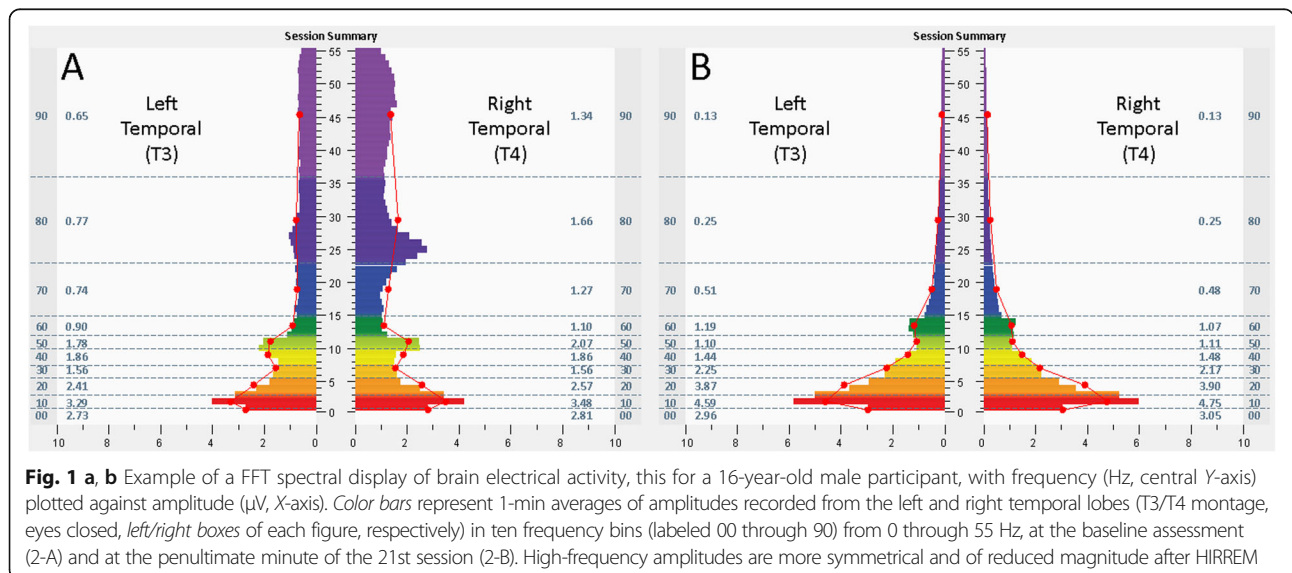 Session Summary
A
Left
Temporal
(T3)
Right
Temporal
(T4)
90 0.65
80 0.77
70 0.74
60 0.90
50 1.78
40 1.86
30 1.56
20 2.41
10 3.29
00 2.73
55
50
45
40
35
30
25
20
15
10
5
0
1.34 90
1.66 80
1.27 70
1.10 60
2.07 50
1.86 40
1.56 30
2.57 20
3.48 10
2.81 00
10 8 6 4 2 0
0 2 4 6 8 10
Session Summary
B
Left
Temporal
(T3)
Right
Temporal
(T4)
90 0.13
80 0.25
70 0.51
60 1.19
50 1.10
40 1.44
30 2.25
20 3.87
10 4.59
00 2.96
55
50
45
40
35
30
25
20
15
10
5
0
0.13 90
0.25 80
0.48 70
1.07 60
1.11 50
1.48 40
2.17 30
3.90 20
4.75 10
3.05 00
10 8 6 4 2 0
0 2 4 6 8 10
Fig. 1 a, b Example of a FFT spectral display of brain electrical activity, this for a 16-year-old male participant, with frequency (Hz, central Y-axis)
plotted against amplitude (μV, X-axis). Color bars represent 1-min averages of amplitudes recorded from the left and right temporal lobes (T3/T4 montage,
eyes closed, left/right boxes of each figure, respectively) in ten frequency bins (labeled 00 through 90) from 0 through 55 Hz, at the baseline assessment
(2-A) and at the penultimate minute of the 21st session (2-B). High-frequency amplitudes are more symmetrical and of reduced magnitude after HIRREM